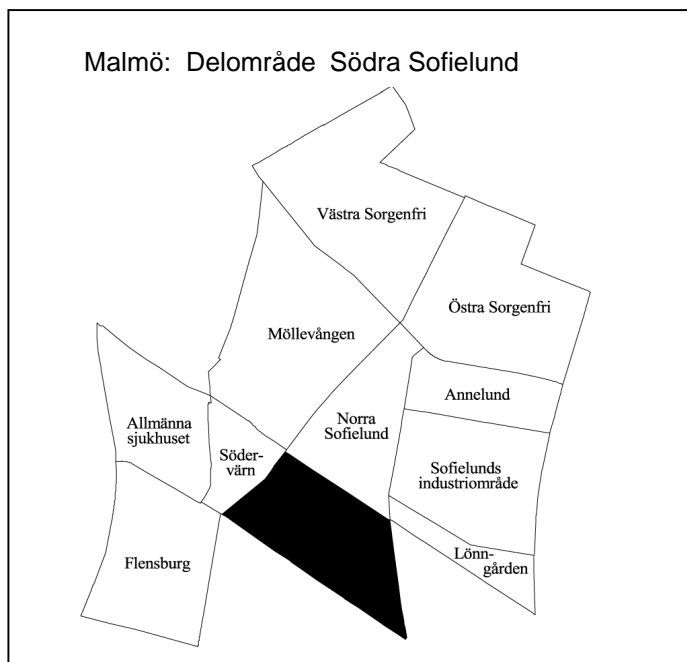 Malmö: Delområde Södra Sofielund
Västra Sorgenfri
Östra Sorgenfri
Möllevången
Annelund
Norra
Sofielund
Allmänna
sjukhuset
Söder-
värn
Sofielunds
industriområde
Lönn-
gården
Flensburg